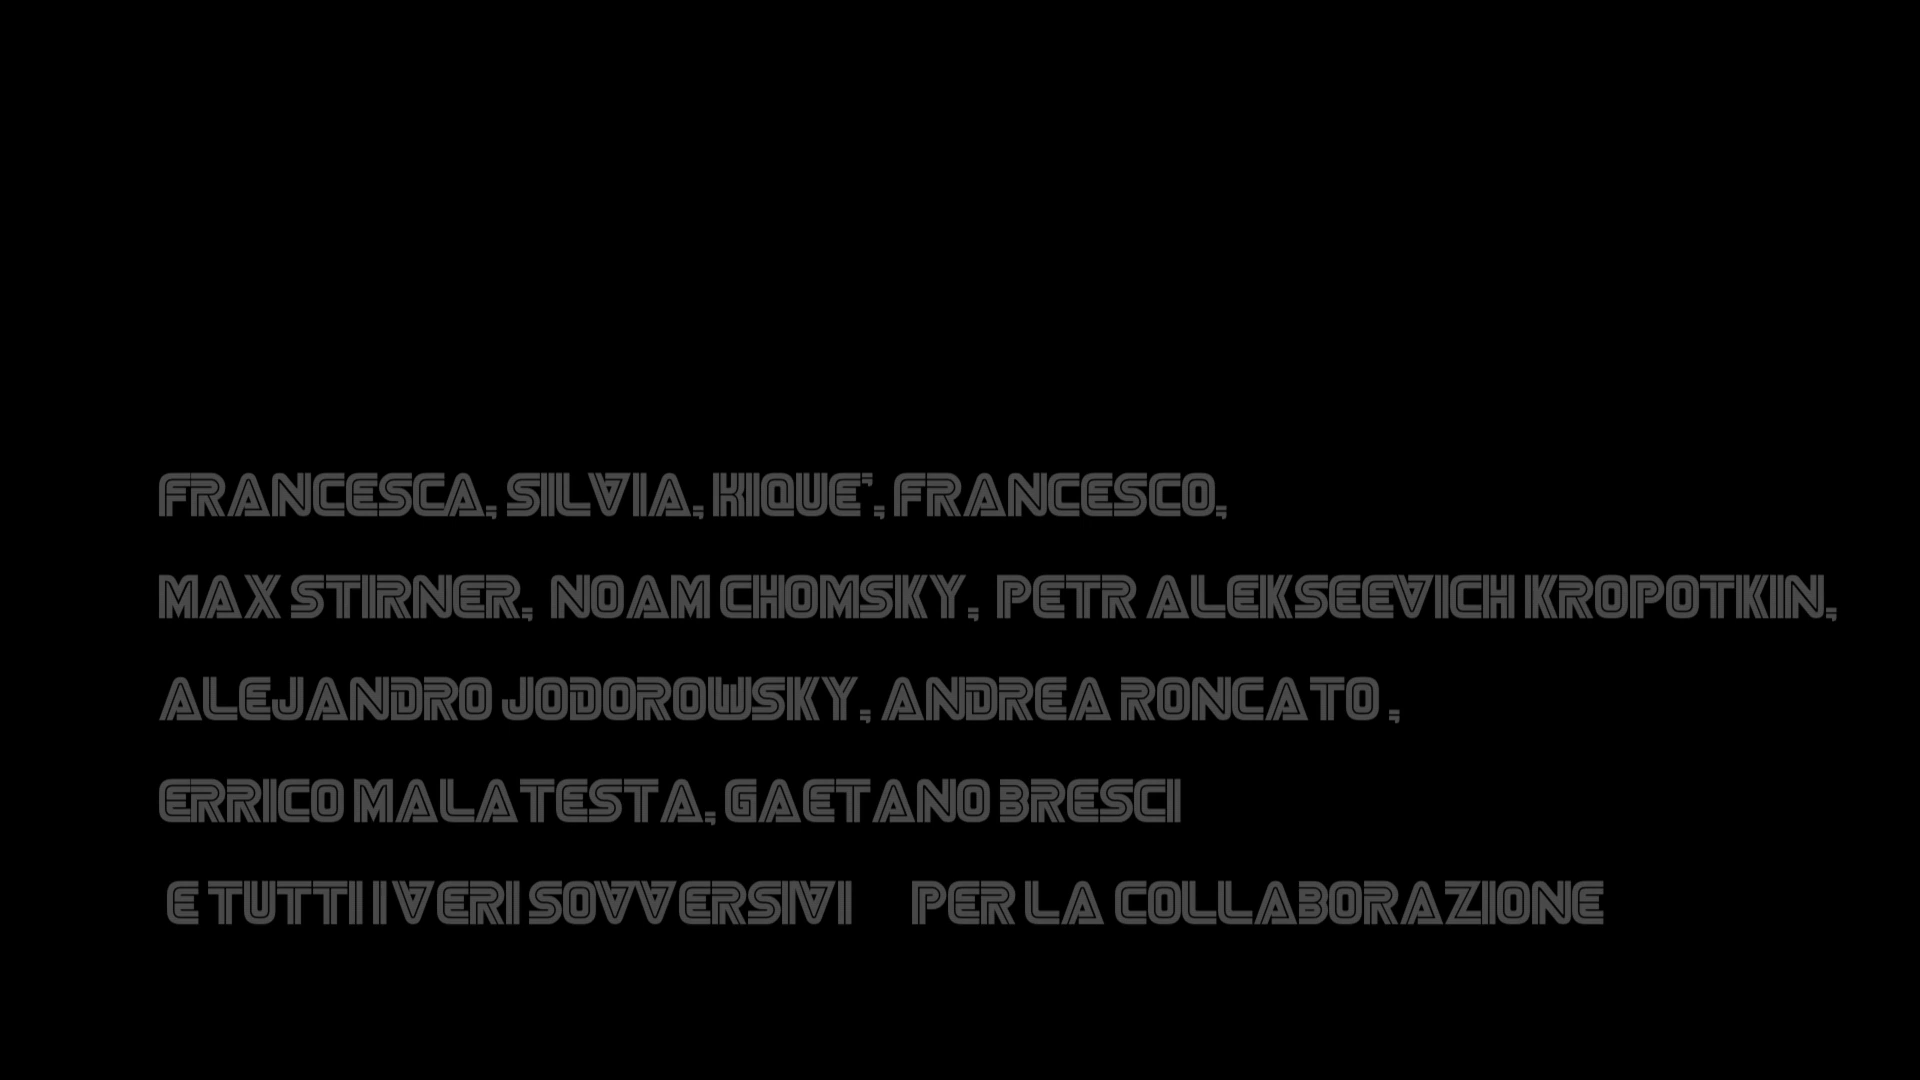 FRANCESCA, SILVIA, KIQUE', FRANCESCO,
MAX STIRNER, NOAM CHOMSKY, PETR ALEKSEEVICH KROPOTKIN,
ALEJANDRO JODOROWSKY, ANDREA RONCATO ,
ERRICO MALATESTA, GAETANO BRESCI
E TUTTI I VERI SOVVERSIVI PER LA COLLABORAZIONE